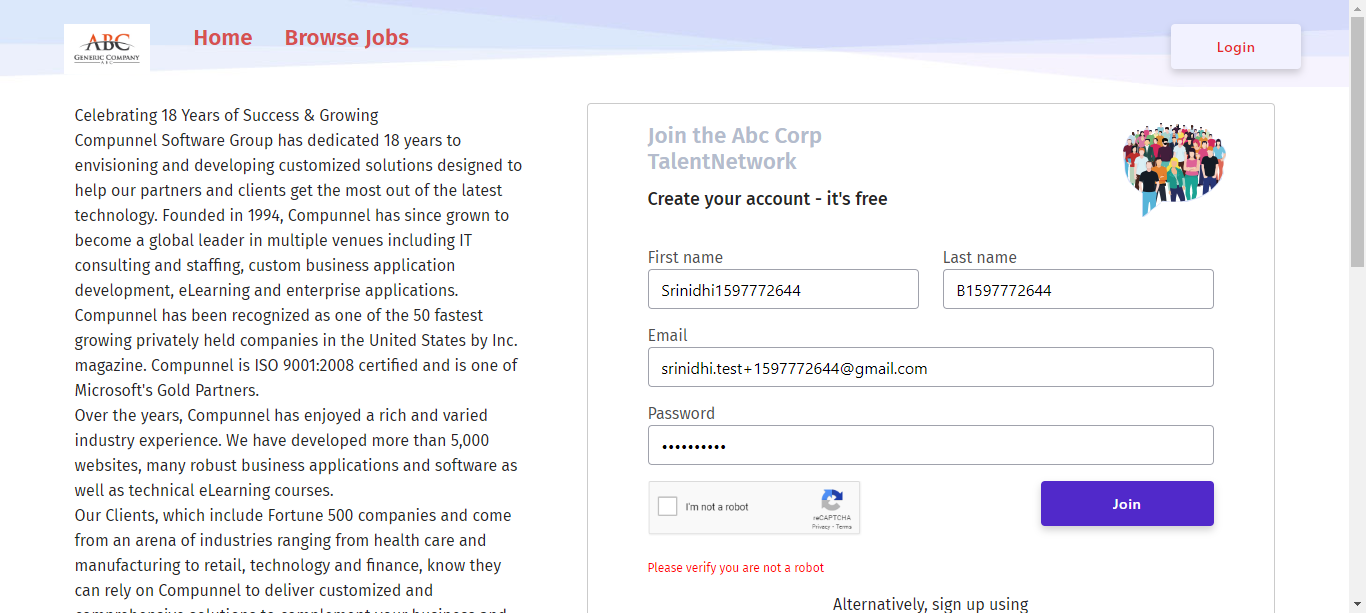 ABC
GENERIC COMPANY
A B C
Home
Browse Jobs
Login
Celebrating 18 Years of Success & Growing
Compunnel Software Group has dedicated 18 years to
envisioning and developing customized solutions designed to
help our partners and clients get the most out of the latest
technology. Founded in 1994, Compunnel has since grown to
become a global leader in multiple venues including IT
consulting and staffing, custom business application
development, eLearning and enterprise applications.
Compunnel has been recognized as one of the 50 fastest
growing privately held companies in the United States by Inc.
magazine. Compunnel is ISO 9001:2008 certified and is one of
Microsoft's Gold Partners.
Over the years, Compunnel has enjoyed a rich and varied
industry experience. We have developed more than 5,000
websites, many robust business applications and software as
well as technical eLearning courses.
Our Clients, which include Fortune 500 companies and come
from an arena of industries ranging from health care and
manufacturing to retail, technology and finance, know they
can rely on Compunnel to deliver customized and
comprehensive solutions to complement your business and
Join the Abc Corp
TalentNetwork
Create your account - it's free
First name
Last name
Srinidhi1597772644
B1597772644
Email
srinidhi.test+1597772644@gmail.com
Password
••••••••••
I'm not a robot
reCAPTCHA
Privacy - Terms
Join
Please verify you are not a robot
Alternatively, sign up using